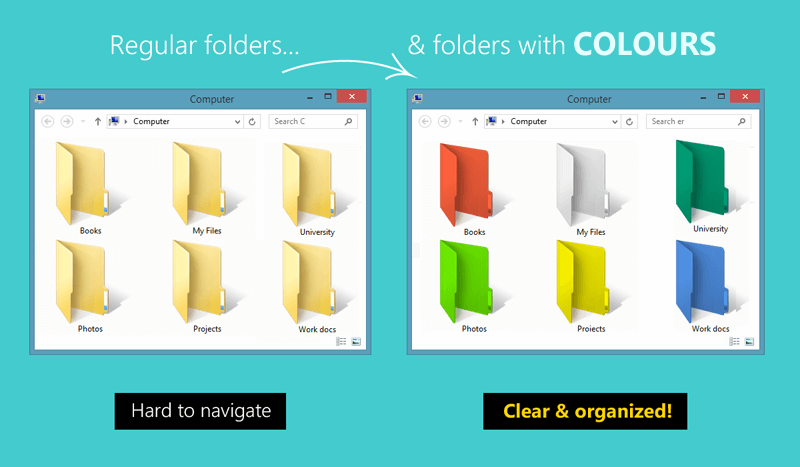 Regular folders...
& folders with COLOURS
Computer
Computer
Search C
Books
My Files
University
Photos
Projects
Work docs
Computer
Computer
Search er
Books
My Files
University
Photos
Projects
Work docs
Hard to navigate
Clear & organized!